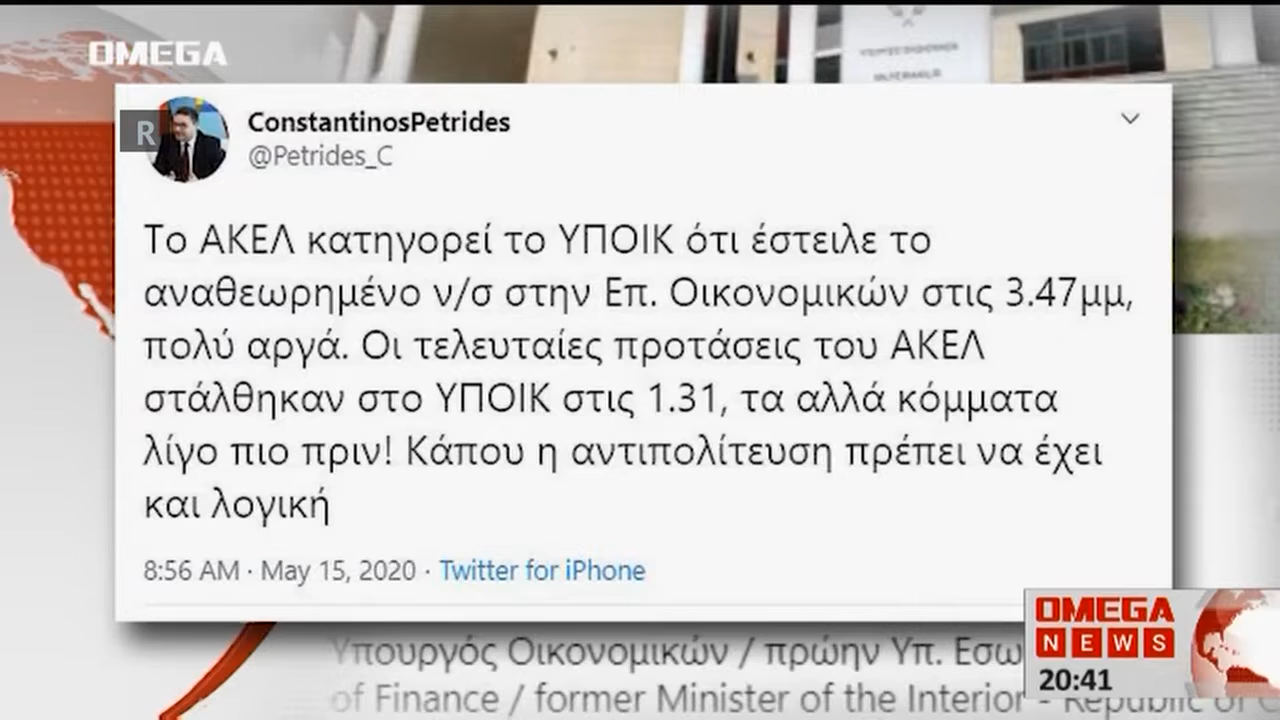 OMEGA
R
ConstantinosPetrides
@Petrides_C
Το ΑΚΕΛ κατηγορεί το ΥΠΟΙΚ ότι έστειλε το
αναθεωρημένο ν/σ στην Επ. Οικονομικών στις 3.47μμ,
πολύ αργά. Οι τελευταίες προτάσεις του ΑΚΕΛ
στάλθηκαν στο ΥΠΟΙΚ στις 1.31, τα αλλά κόμματα
λίγο πιο πριν! Κάπου η αντιπολίτευση πρέπει να έχει
και λογική
8:56 AM · May 15, 2020 · Twitter for iPhone
Υπουργός Οικονομικών / πρώην Υπ. Εσω
of Finance / former Minister of the Interior - Republic of C
OMEGA
NEWS
20:41